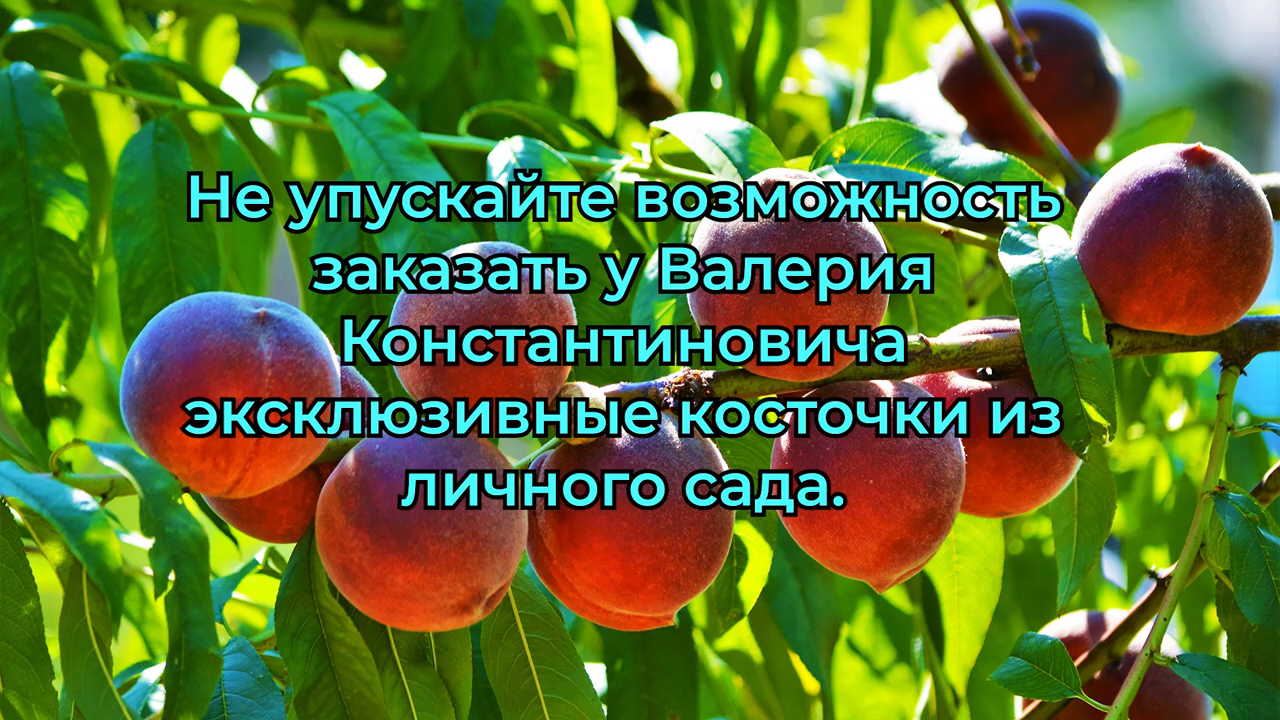 Не упускайте возможность
заказать у Валерия
Константиновича
эксклюзивные косточки из
личного сада.